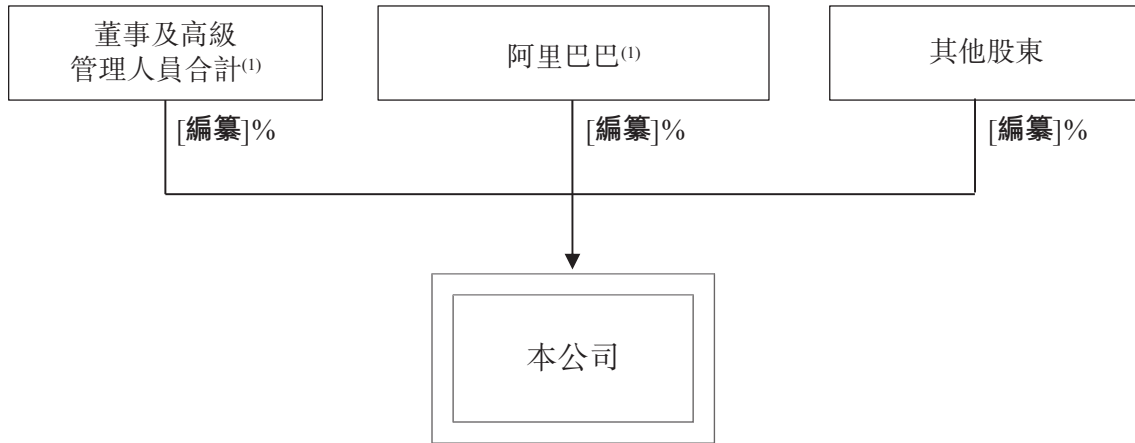 董事及高級
管理人員合計(1)
阿里巴巴(1)
其他股東
[編纂]%
[編纂]%
[編纂]%
本公司